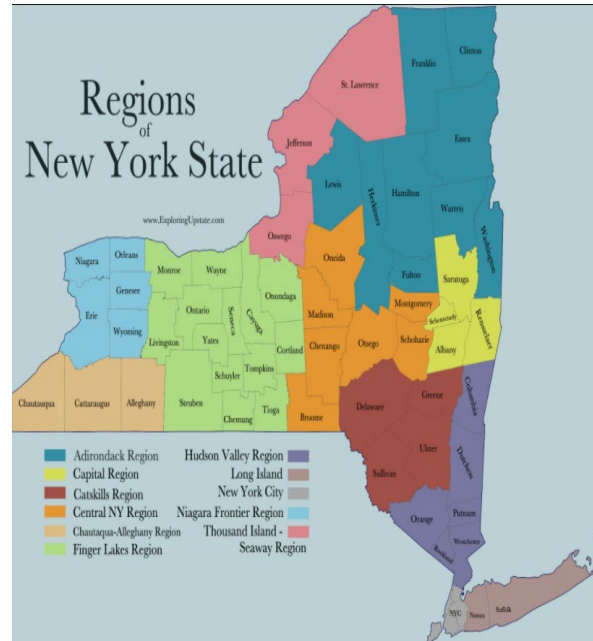 Regions
of
New York State
www.ExploringUpstate.com
Franklin
Clinton
St. Lawrence
Essex
Jefferson
Lewis
Herkimer
Hamilton
Warren
Washington
Oswego
Oneida
Fulton
Saratoga
Niagara
Orleans
Monroe
Wayne
Genesee
Onondaga
Madison
Montgomery
Erie
Wyoming
Ontario
Seneca
Cayuga
Schenectady
Rensselaer
Livingston
Yates
Cortland
Chenango
Otsego
Schoharie
Albany
Schuyler
Tompkins
Chautauqua
Cattaraugus
Alleghany
Steuben
Chemung
Tioga
Broome
Delaware
Greene
Columbia
Ulster
Sullivan
Dutchess
Orange
Putnam
Rockland
Westchester
NYC
Nassau
Suffolk
Adirondack Region
Capital Region
Catskills Region
Central NY Region
Chautaqua-Alleghany Region
Finger Lakes Region
Hudson Valley Region
Long Island
New York City
Niagara Frontier Region
Thousand Island -
Seaway Region